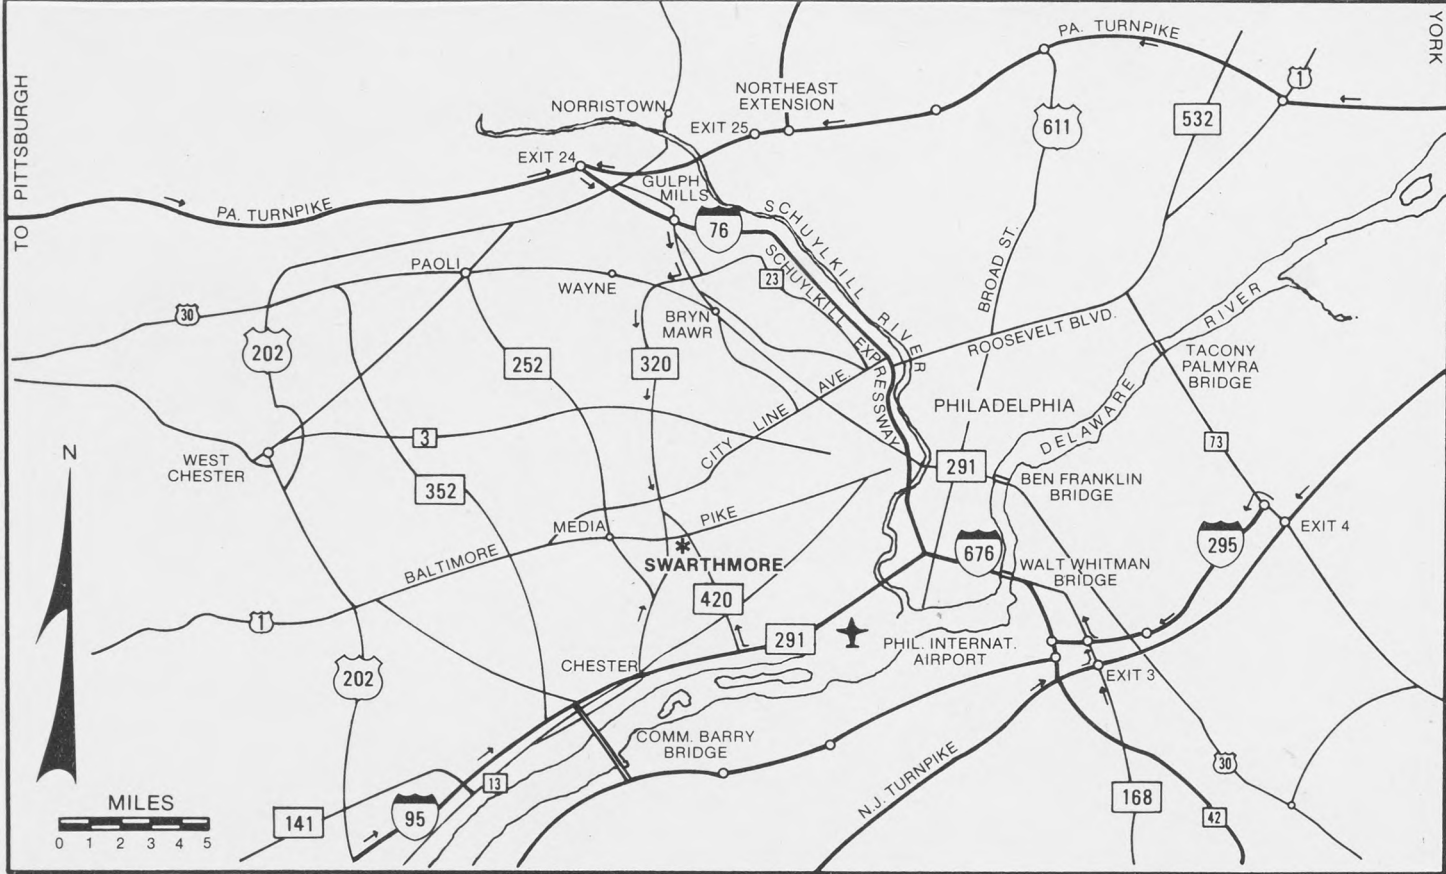 YORK
PA. TURNPIKE
1
TO PITTSBURGH
NORTHEAST
EXTENSION
NORRISTOWN
EXIT 25
611
532
EXIT 24
GULPH
MILLS
PA. TURNPIKE
76
SCHUYLKILL RIVER
BROAD ST.
PAOLI
23
SCHUYLKILL EXPRESSWAY
WAYNE
30
BRYN
MAWR
ROOSEVELT BLVD.
DELAWARE RIVER
202
252
320
TACONY
PALMYRA
BRIDGE
CITY LINE AVE.
PHILADELPHIA
3
73
N
WEST
CHESTER
291
352
BEN FRANKLIN
BRIDGE
MEDIA
BALTIMORE PIKE
EXIT 4
SWARTHMORE
676
295
WALT WHITMAN
BRIDGE
420
1
291
PHIL. INTERNAT.
AIRPORT
CHESTER
202
EXIT 3
COMM. BARRY
BRIDGE
N.J. TURNPIKE
30
13
168
MILES
0 1 2 3 4 5
141
95
42